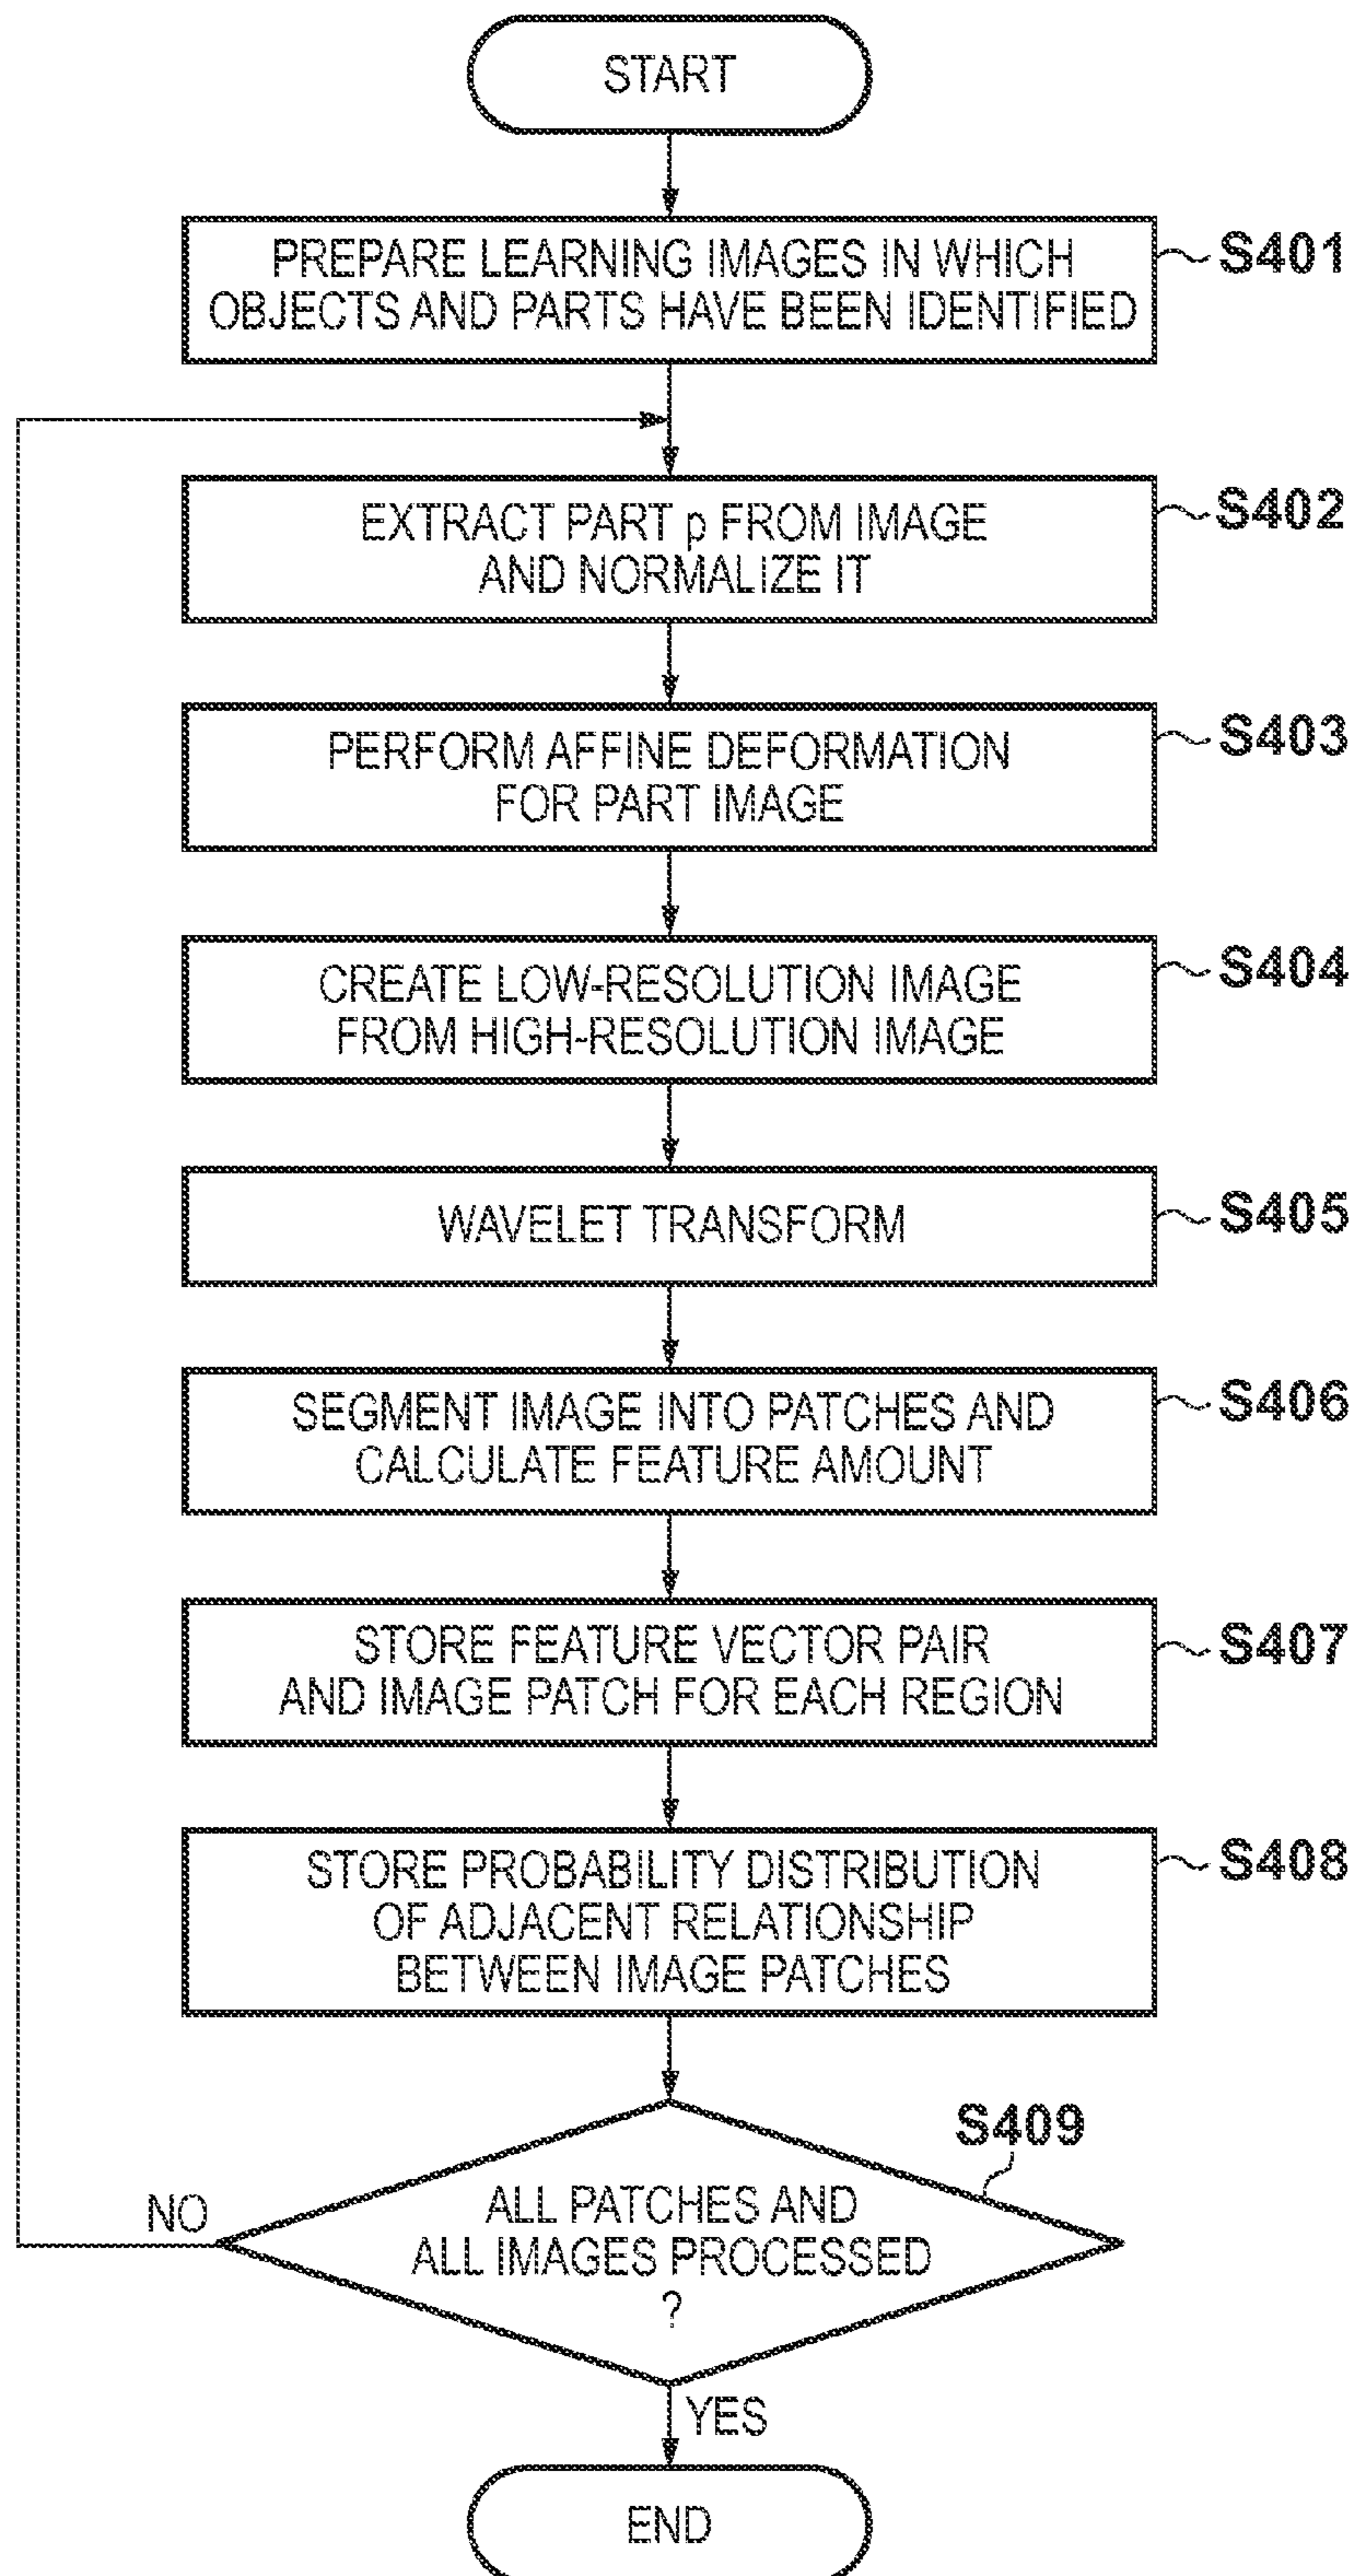 START
PREPARE LEARNING IMAGES IN WHICH
OBJECTS AND PARTS HAVE BEEN IDENTIFIED
S401
EXTRACT PART p FROM IMAGE
AND NORMALIZE IT
S402
PERFORM AFFINE DEFORMATION
FOR PART IMAGE
S403
CREATE LOW-RESOLUTION IMAGE
FROM HIGH-RESOLUTION IMAGE
S404
WAVELET TRANSFORM
S405
SEGMENT IMAGE INTO PATCHES AND
CALCULATE FEATURE AMOUNT
S406
STORE FEATURE VECTOR PAIR
AND IMAGE PATCH FOR EACH REGION
S407
STORE PROBABILITY DISTRIBUTION
OF ADJACENT RELATIONSHIP
BETWEEN IMAGE PATCHES
S408
S409
ALL PATCHES AND
ALL IMAGES PROCESSED
?
NO
YES
END